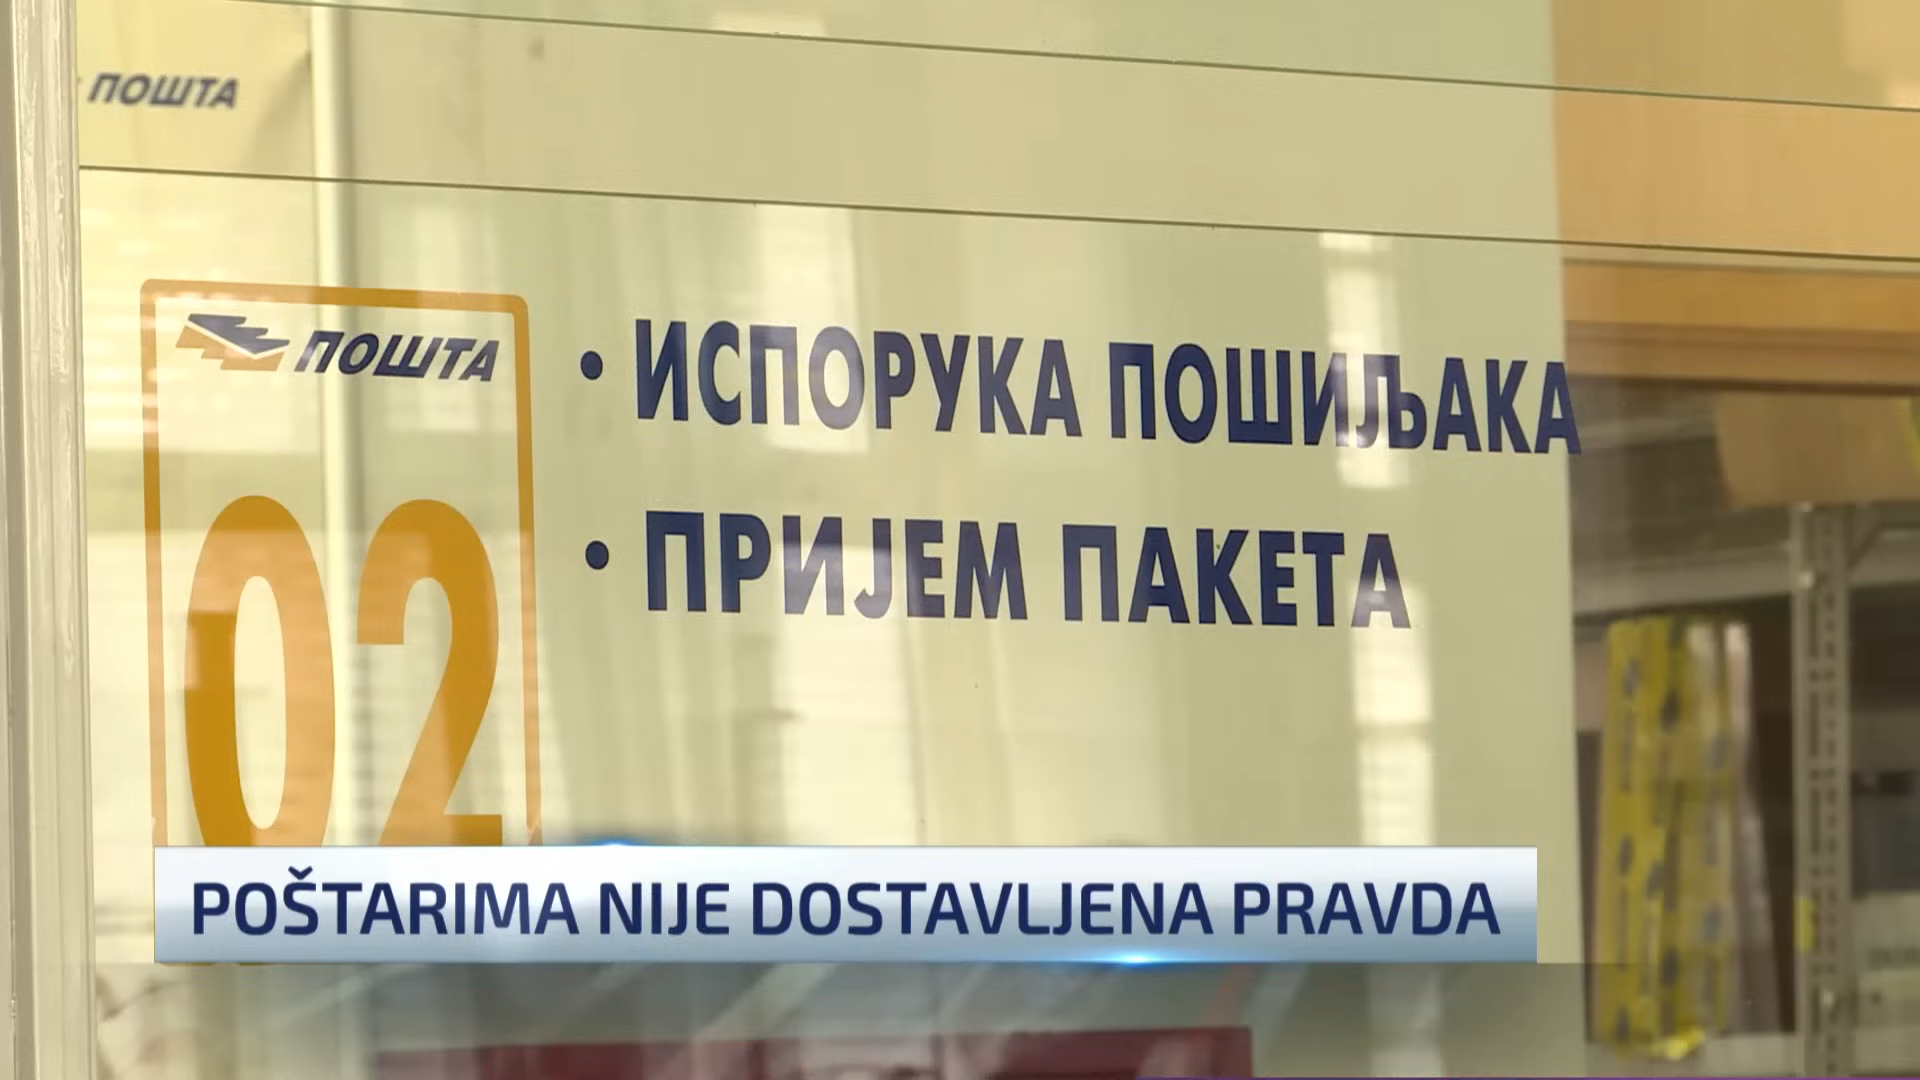 ПОШТА
ПОШТА
• ИСПОРУКА ПОШИЉАКА
• ПРИЈЕМ ПАКЕТА
02
POŠTARIMA NIJE DOSTAVLJENA PRAVDA